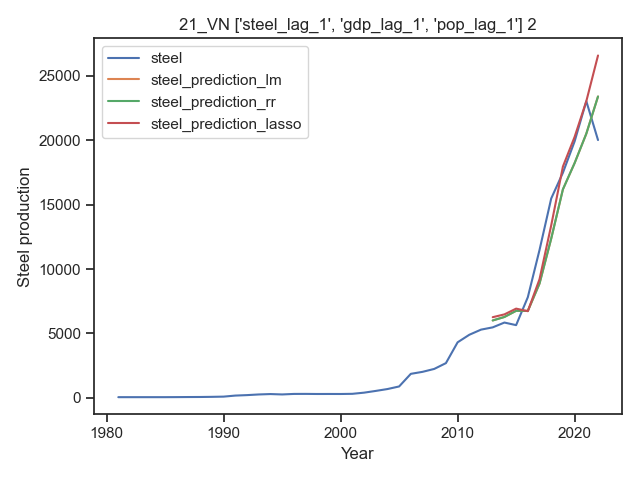 21_VN ['steel_lag_1', 'gdp_lag_1', 'pop_lag_1'] 2
steel
steel_prediction_lm
steel_prediction_rr
steel_prediction_lasso
Steel production
25000
20000
15000
10000
5000
0
1980 1990 2000 2010 2020
Year